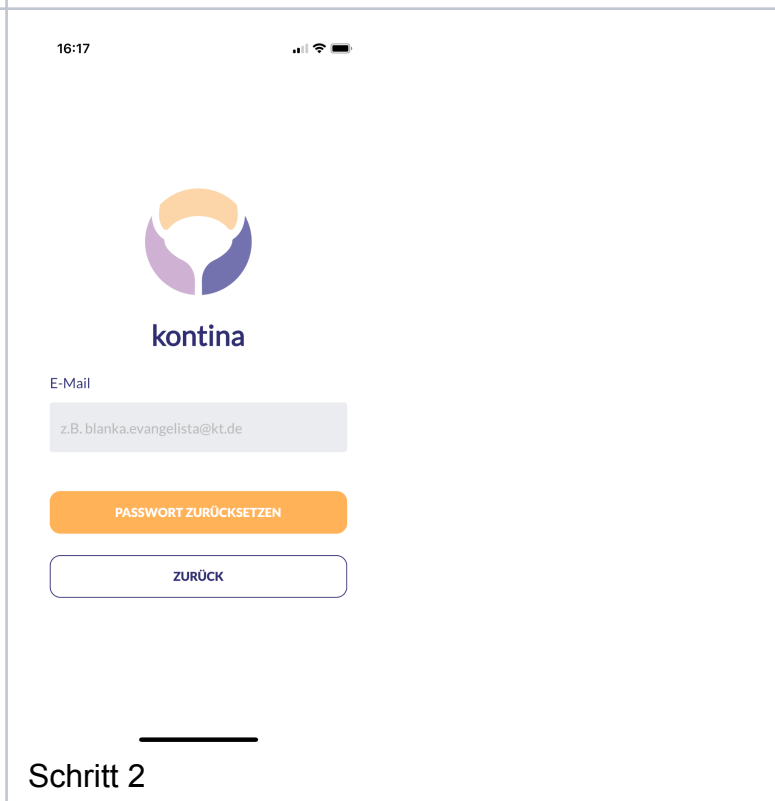 16:17
kontina
E-Mail
z.B. blanka.evangelista@kt.de
PASSWORT ZURÜCKSETZEN
ZURÜCK
Schritt 2